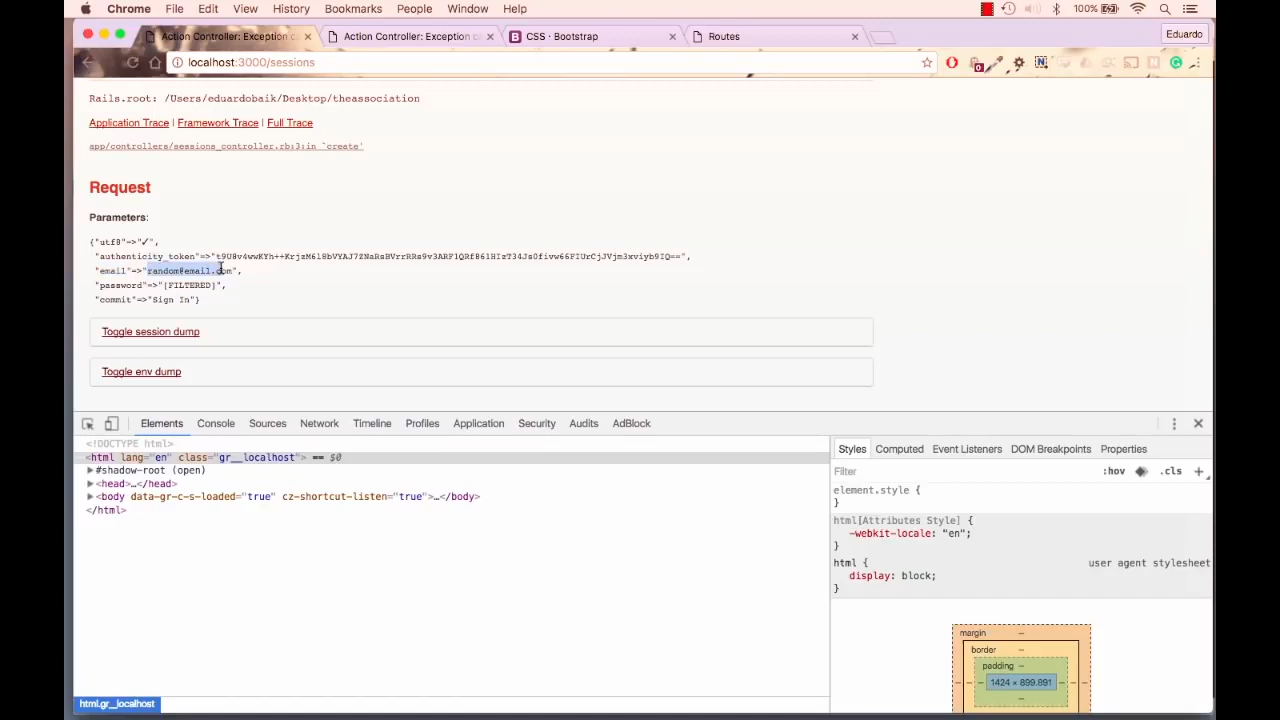 Chrome File Edit View History Bookmarks People Window Help 100%
Action Controller: Exception ca Action Controller: Exception ca CSS · Bootstrap Routes Eduardo
localhost:3000/sessions
Rails.root: /Users/eduardobaik/Desktop/theassociation
Application Trace | Framework Trace | Full Trace
app/controllers/sessions_controller.rb:3:in `create'
Request
Parameters:
{"utf8"=>"✓",
"email"=>"random@email.com",
"password"=>"[FILTERED]",
"commit"=>"Sign In"}
Toggle session dump
Toggle env dump
Elements Console Sources Network Timeline Profiles Application Security Audits AdBlock
<!DOCTYPE html>
<html lang="en" class="gr__localhost"> == $0
▶#shadow-root (open)
▶<head>…</head>
▶<body data-gr-c-s-loaded="true" cz-shortcut-listen="true">…</body>
</html>
html.gr__localhost
Styles Computed Event Listeners DOM Breakpoints Properties
Filter :hov .cls +
element.style {
}
html[Attributes Style] {
-webkit-locale: "en";
}
html { user agent stylesheet
display: block;
}
margin –
border –
padding –
– – – 1424 × 899.891 – – –
–